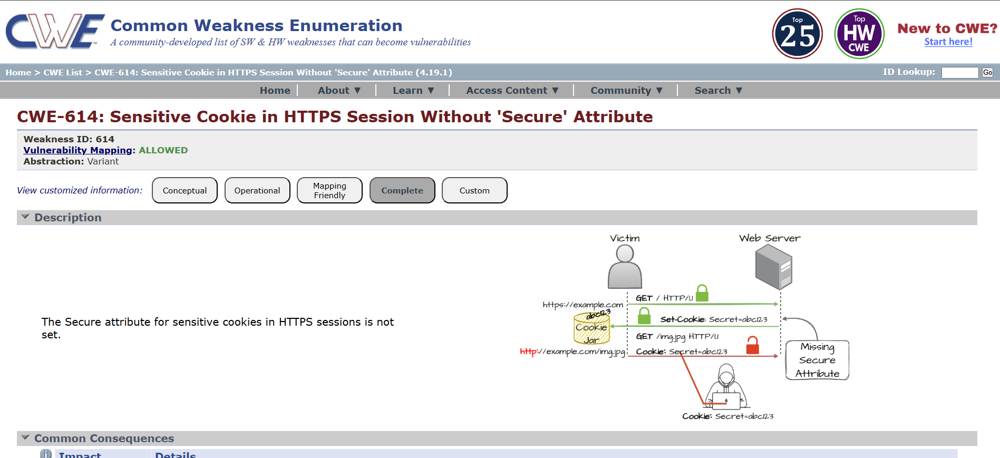 CWE
Common Weakness Enumeration
A community-developed list of SW & HW weaknesses that can become vulnerabilities
Top
25
Top
HW
CWE
New to CWE?
Start here!
Home > CWE List > CWE-614: Sensitive Cookie in HTTPS Session Without 'Secure' Attribute (4.19.1)
ID Lookup:
Go
Home
About ▼
Learn ▼
Access Content ▼
Community ▼
Search ▼
CWE-614: Sensitive Cookie in HTTPS Session Without 'Secure' Attribute
Weakness ID: 614
Vulnerability Mapping: ALLOWED
Abstraction: Variant
View customized information:
Conceptual
Operational
Mapping
Friendly
Complete
Custom
Description
The Secure attribute for sensitive cookies in HTTPS sessions is not
set.
Victim
Web Server
GET / HTTP/1.1
https://example.com
abc123
Cookie
Jar
Set-Cookie: Secret=abc123
GET /img.jpg HTTP/1.1
http://example.com/img.jpg
Cookie: Secret=abc123
Missing
Secure
Attribute
Cookie: Secret=abc123
Common Consequences
Impact
Details